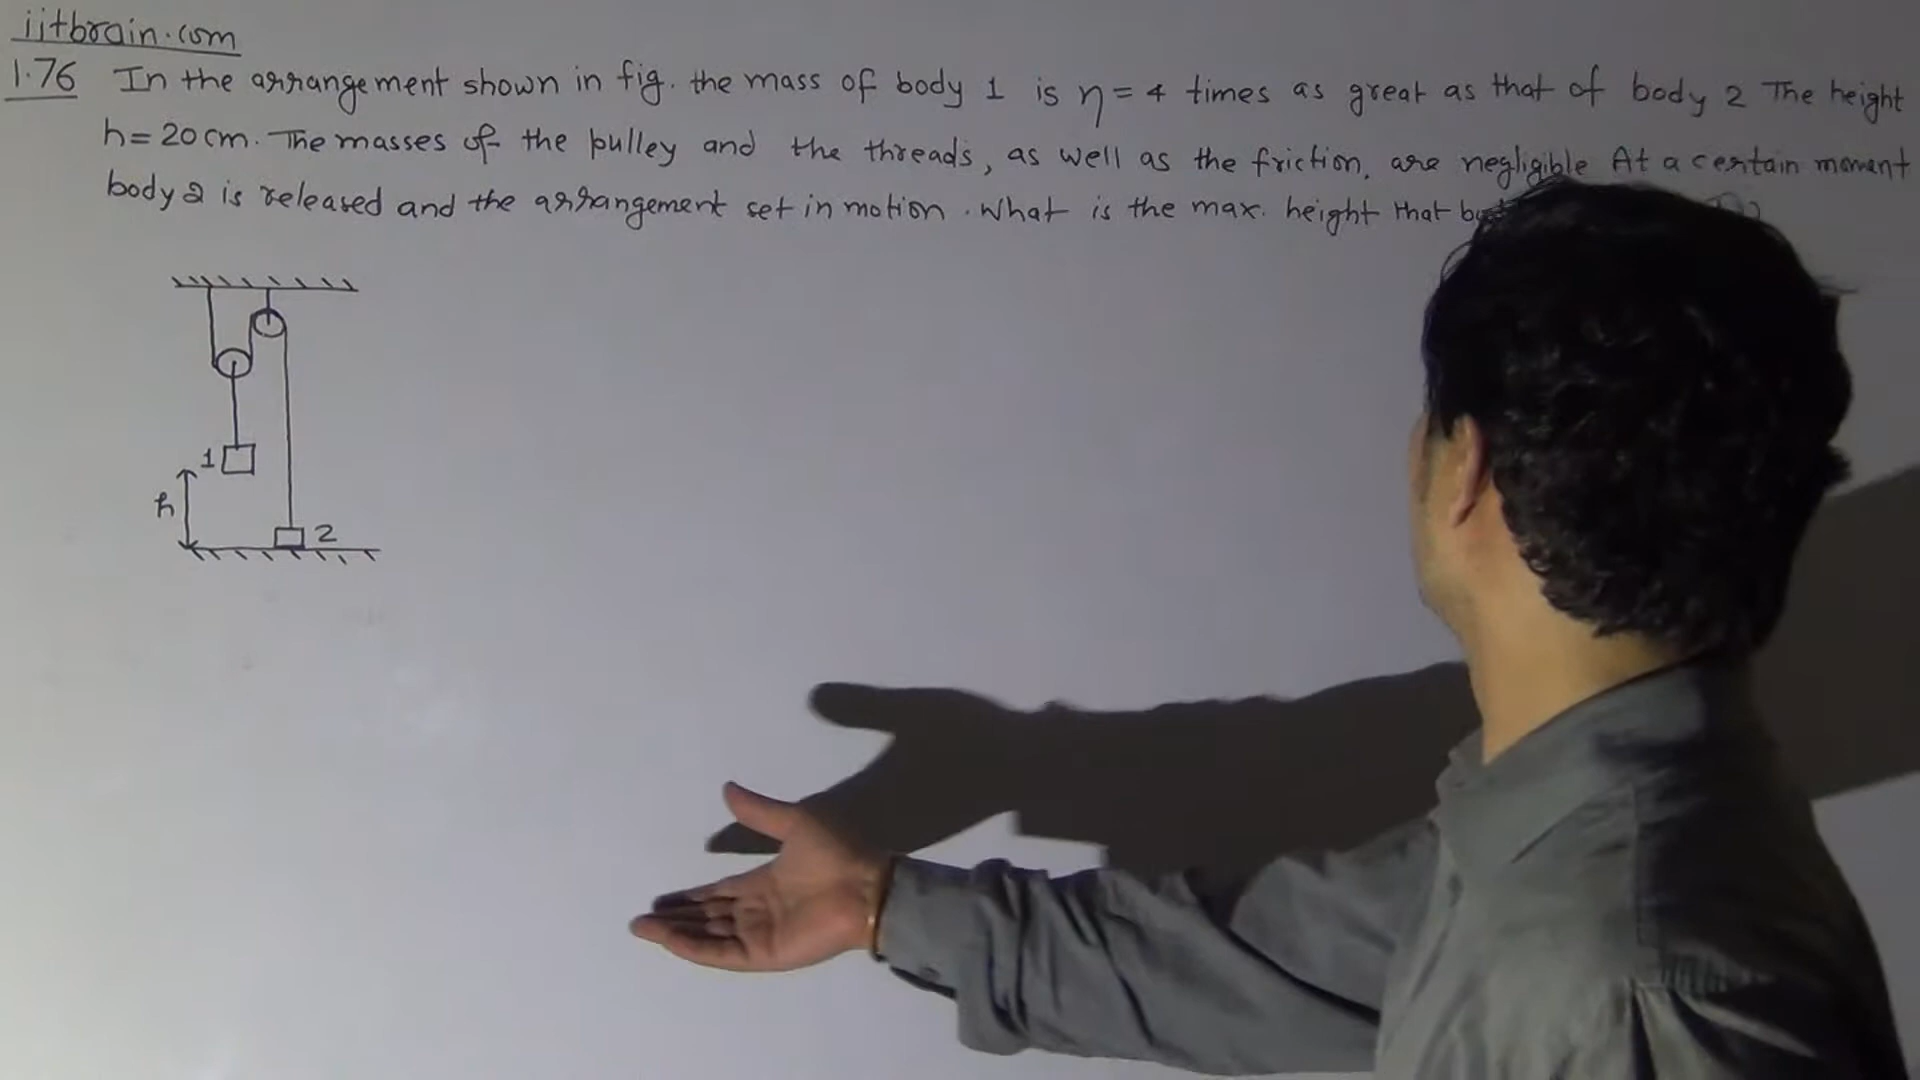 iitbrain.com
1.76 In the arrangement shown in fig. the mass of body 1 is η = 4 times as great as that of body 2 The height
h = 20 cm. The masses of the pulley and the threads, as well as the friction, are negligible At a certain moment
body 2 is released and the arrangement set in motion. What is the max. height that
1
h
2